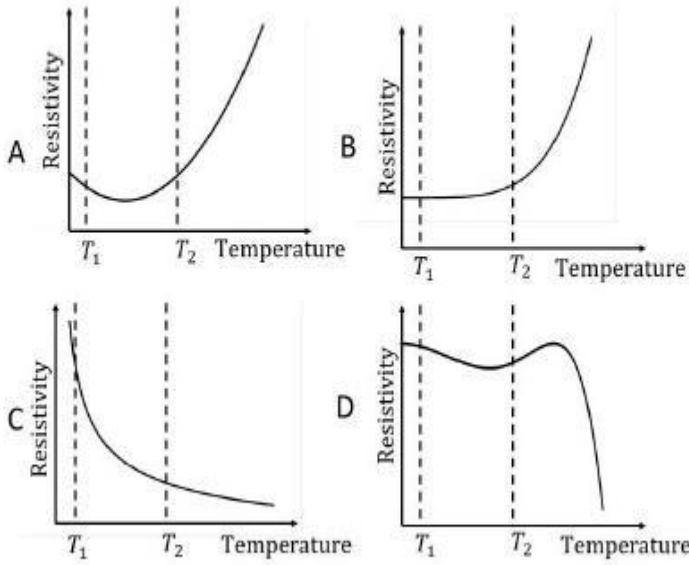 A
Resistivity
T₁
T₂
Temperature
B
Resistivity
T₁
T₂
Temperature
C
Resistivity
T₁
T₂
Temperature
D
Resistivity
T₁
T₂
Temperature